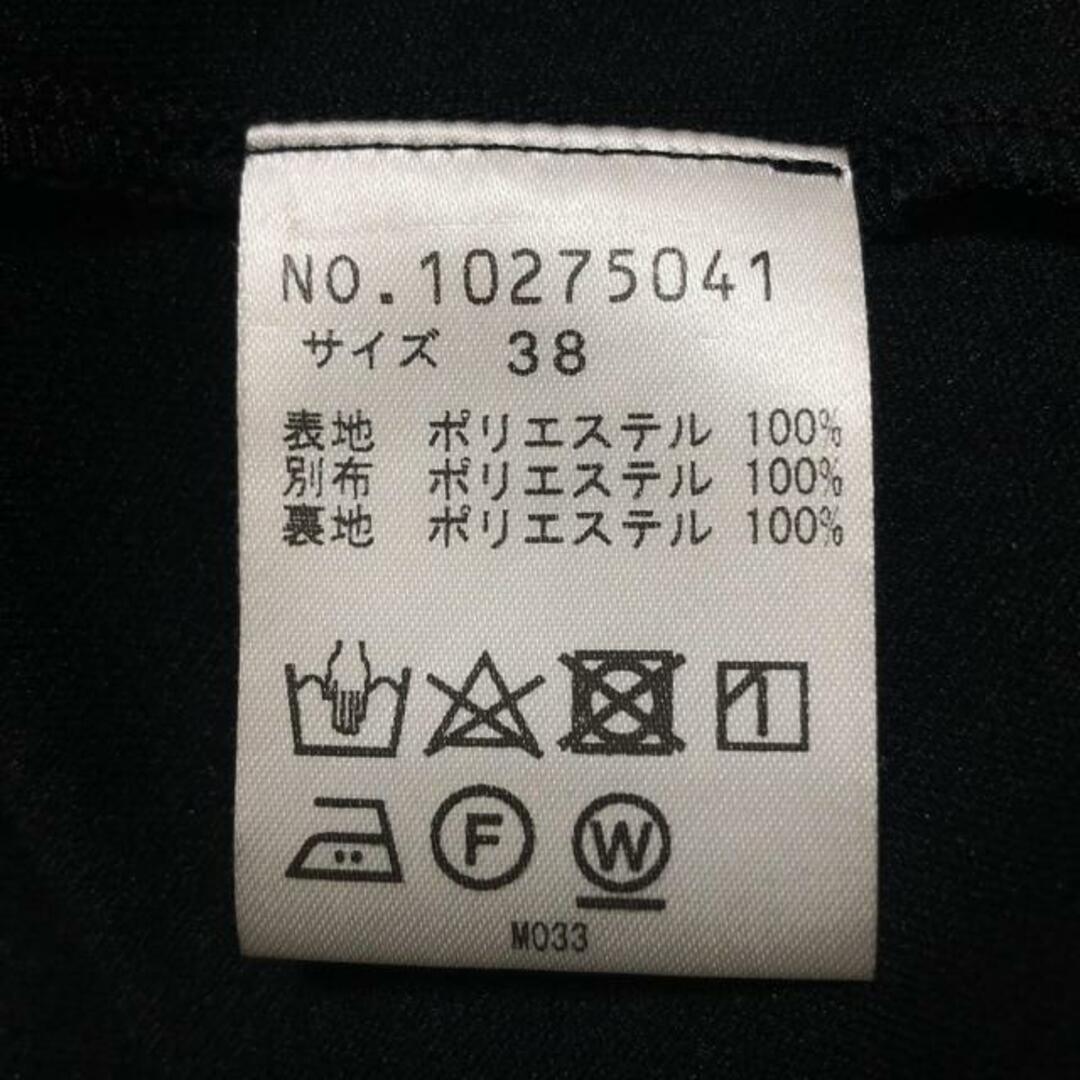 NO.10275041
サイズ 38
表地 ポリエステル 100%
別布 ポリエステル 100%
裏地 ポリエステル 100%
1
F W
M033